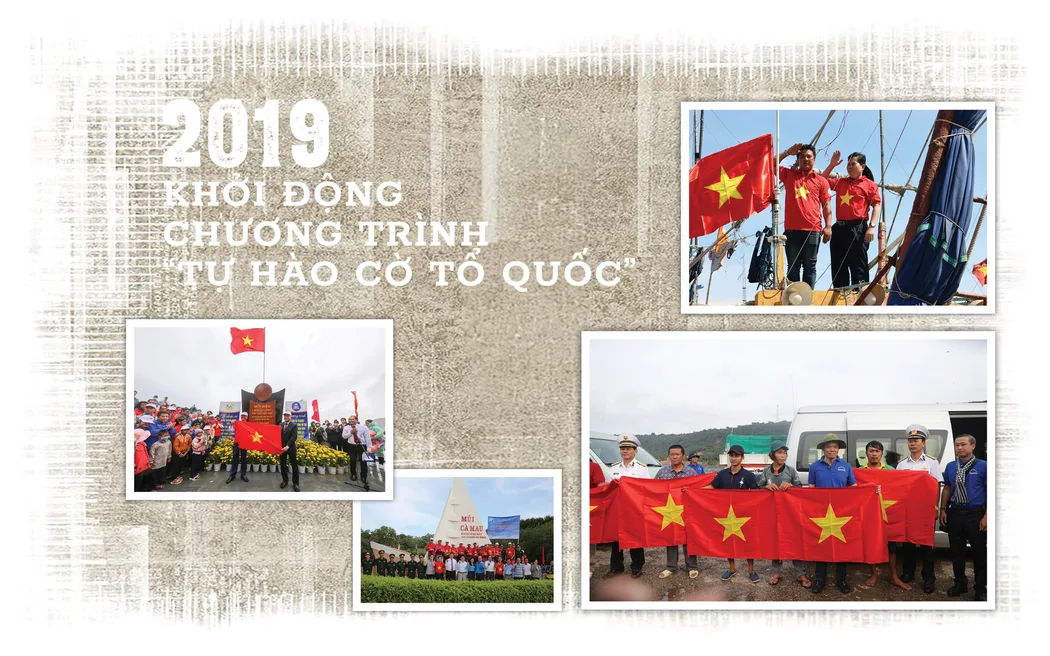 2019
KHỞI ĐỘNG
CHƯƠNG TRÌNH
“TỰ HÀO CỜ TỔ QUỐC”
MŨI
CÀ MAU